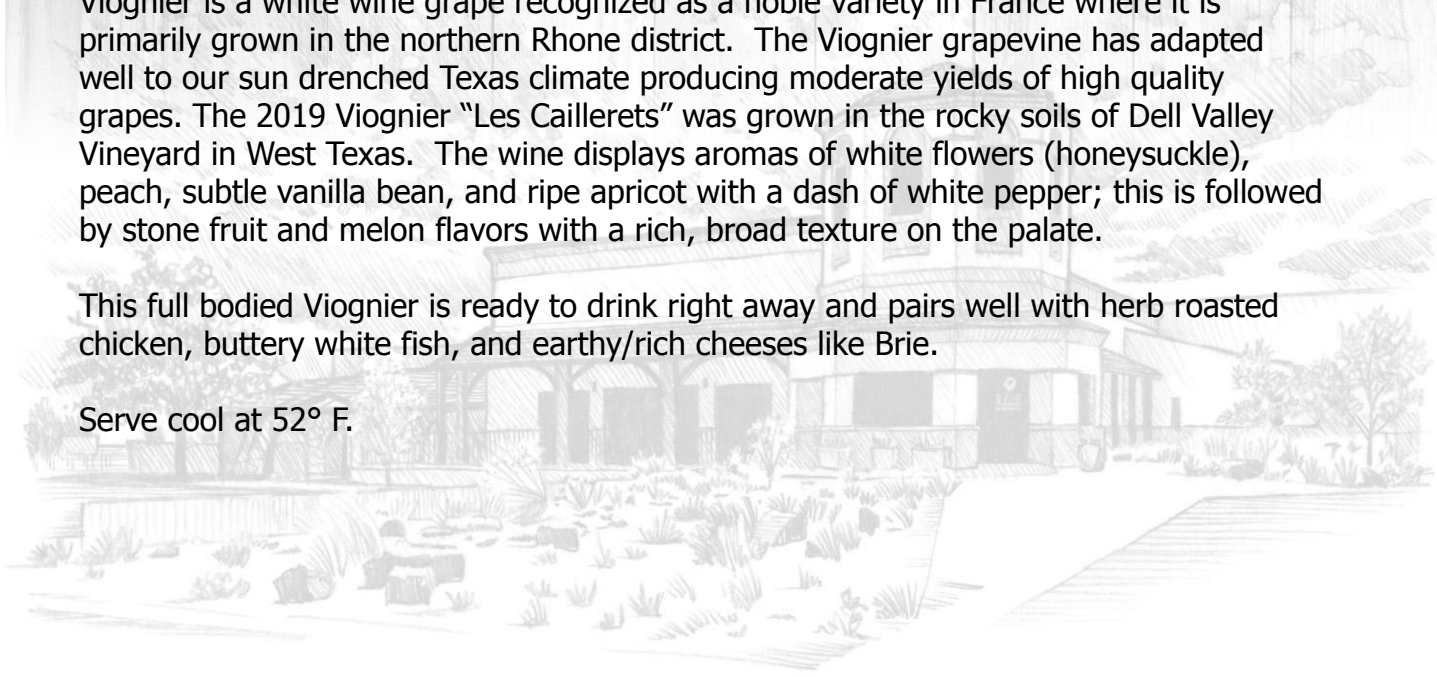 Viognier is a white wine grape recognized as a noble variety in France where it is
primarily grown in the northern Rhone district.  The Viognier grapevine has adapted
well to our sun drenched Texas climate producing moderate yields of high quality
grapes. The 2019 Viognier “Les Caillerets” was grown in the rocky soils of Dell Valley
Vineyard in West Texas.  The wine displays aromas of white flowers (honeysuckle),
peach, subtle vanilla bean, and ripe apricot with a dash of white pepper; this is followed
by stone fruit and melon flavors with a rich, broad texture on the palate.
This full bodied Viognier is ready to drink right away and pairs well with herb roasted
chicken, buttery white fish, and earthy/rich cheeses like Brie.
Serve cool at 52° F.